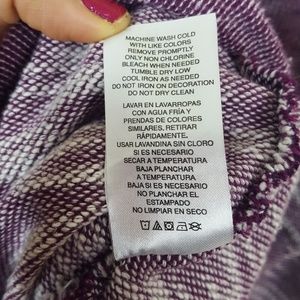 MACHINE WASH COLD
WITH LIKE COLORS
REMOVE PROMPTLY
ONLY NON CHLORINE
BLEACH WHEN NEEDED
TUMBLE DRY LOW
COOL IRON AS NEEDED
DO NOT IRON ON DECORATION
DO NOT DRY CLEAN
LAVAR EN LAVARROPAS
CON AGUA FRÍA Y
PRENDAS DE COLORES
SIMILARES, RETIRAR
RÁPIDAMENTE.
USAR LAVANDINA SIN CLORO
SI ES NECESARIO
SECAR A TEMPERATURA
BAJA PLANCHAR
A TEMPERATURA
BAJA SI ES NECESARIO
NO PLANCHAR EL
ESTAMPADO
NO LIMPIAR EN SECO